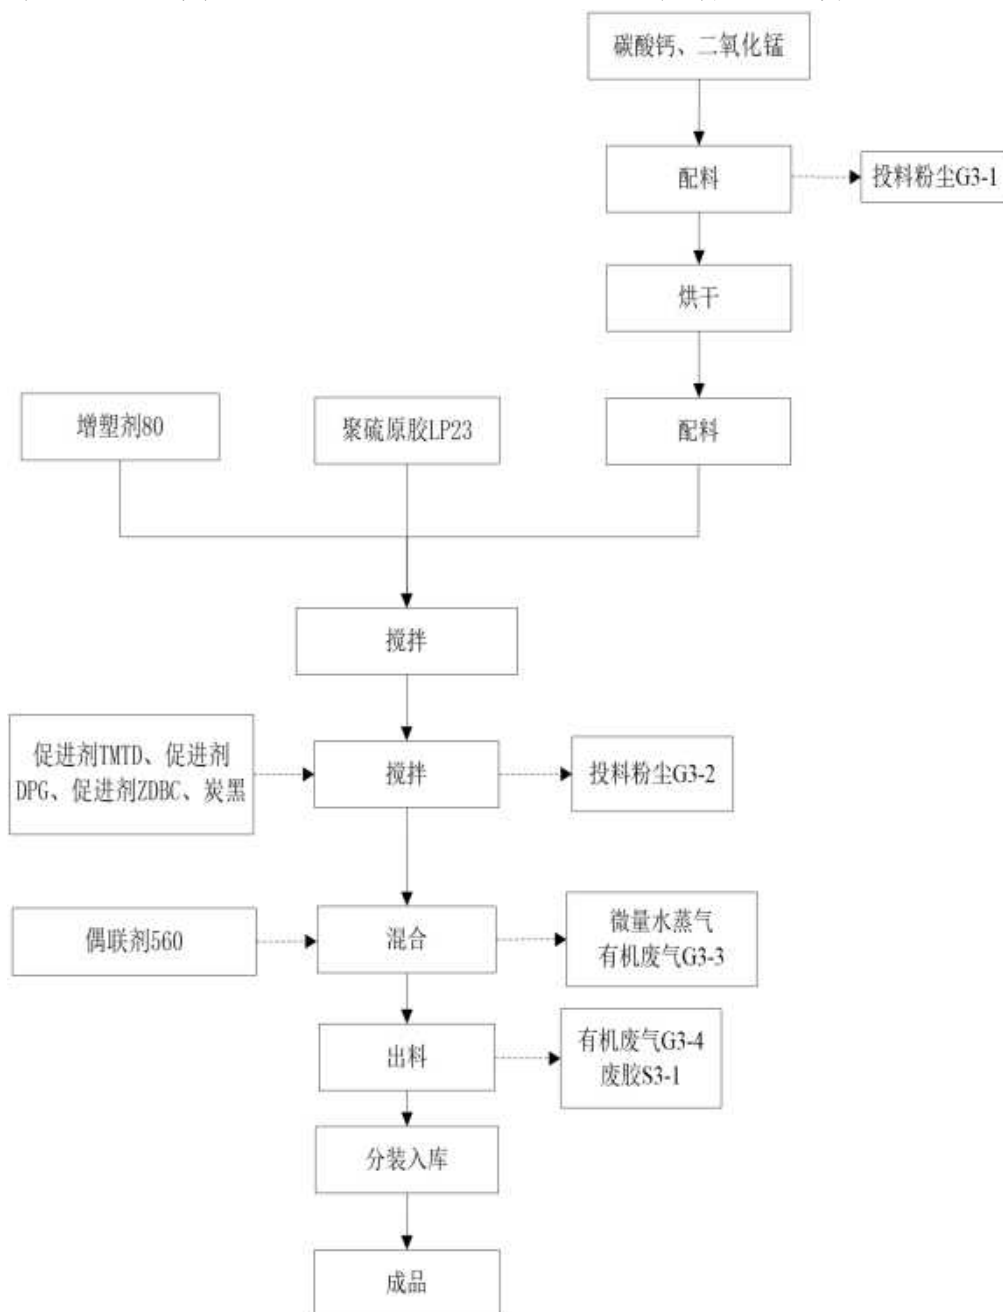 碳酸钙、二氧化锰
配料
投料粉尘G3-1
烘干
增塑剂80
聚硫原胶LP23
配料
搅拌
促进剂TMTD、促进剂
DPG、促进剂ZDBC、炭黑
搅拌
投料粉尘G3-2
偶联剂560
混合
微量水蒸气
有机废气G3-3
出料
有机废气G3-4
废胶S3-1
分装入库
成品